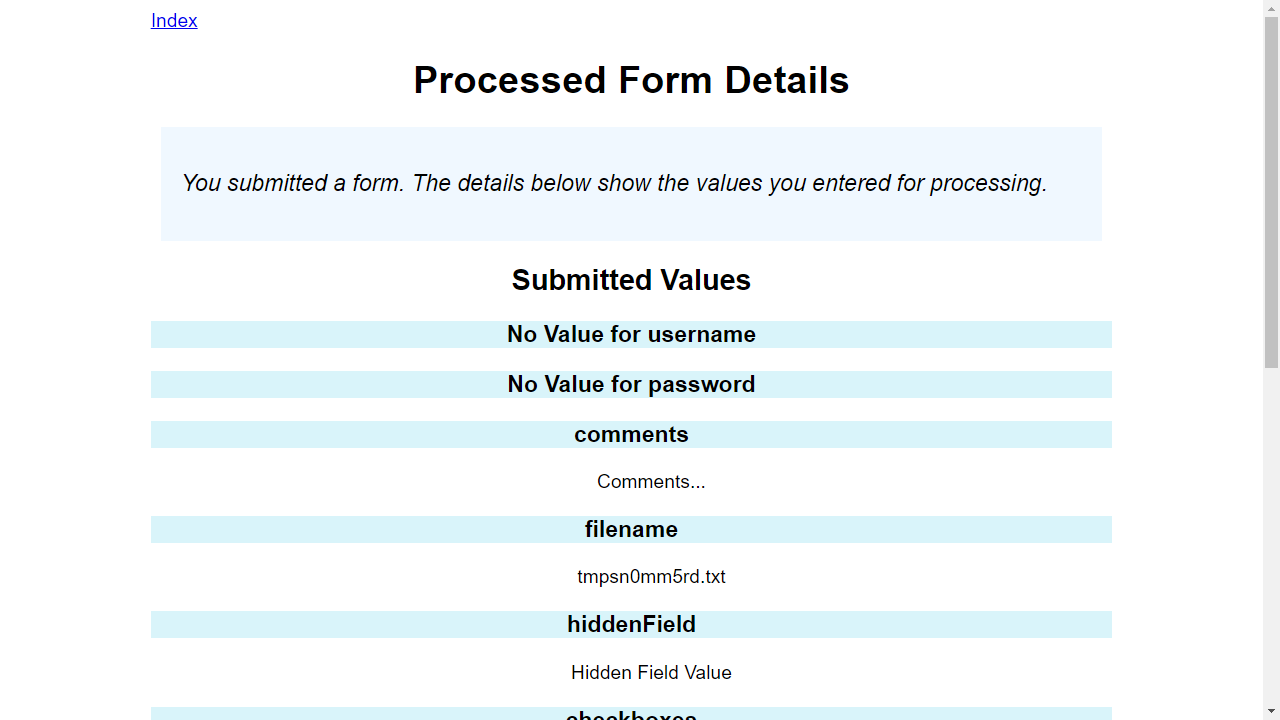 Index
Processed Form Details
You submitted a form. The details below show the values you entered for processing.
Submitted Values
No Value for username
No Value for password
comments
Comments...
filename
tmpsn0mm5rd.txt
hiddenField
Hidden Field Value
checkboxes